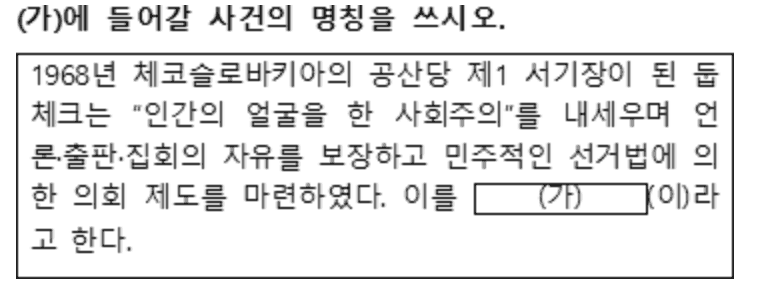 (가)에 들어갈 사건의 명칭을 쓰시오.
1968년 체코슬로바키아의 공산당 제1 서기장이 된 둡
체크는 “인간의 얼굴을 한 사회주의”를 내세우며 언
론·출판·집회의 자유를 보장하고 민주적인 선거법에 의
한 의회 제도를 마련하였다. 이를 (가) (이)라
고 한다.